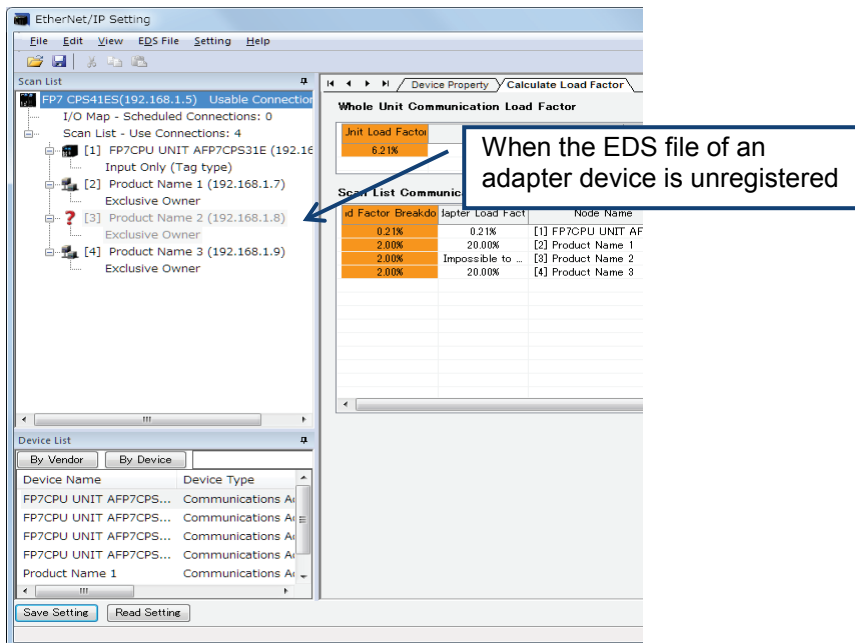 EtherNet/IP Setting
File Edit View EDS File Setting Help
Scan List
FP7 CPS41ES(192.168.1.5) Usable Connection
I/O Map - Scheduled Connections: 0
Scan List - Use Connections: 4
[1] FP7CPU UNIT AFP7CPS31E (192.16
Input Only (Tag type)
[2] Product Name 1 (192.168.1.7)
Exclusive Owner
? [3] Product Name 2 (192.168.1.8)
Exclusive Owner
[4] Product Name 3 (192.168.1.9)
Exclusive Owner
Device Property Calculate Load Factor
Whole Unit Communication Load Factor
Unit Load Factor
6.21%
When the EDS file of an
adapter device is unregistered
Scan List Communic
ad Factor Breakdo dapter Load Fact Node Name
0.21% 0.21% [1] FP7CPU UNIT AF
2.00% 20.00% [2] Product Name 1
2.00% Impossible to ... [3] Product Name 2
2.00% 20.00% [4] Product Name 3
Device List
By Vendor By Device
Device Name Device Type
FP7CPU UNIT AFP7CPS... Communications A
FP7CPU UNIT AFP7CPS... Communications A
FP7CPU UNIT AFP7CPS... Communications A
FP7CPU UNIT AFP7CPS... Communications A
Product Name 1 Communications A
Save Setting Read Setting